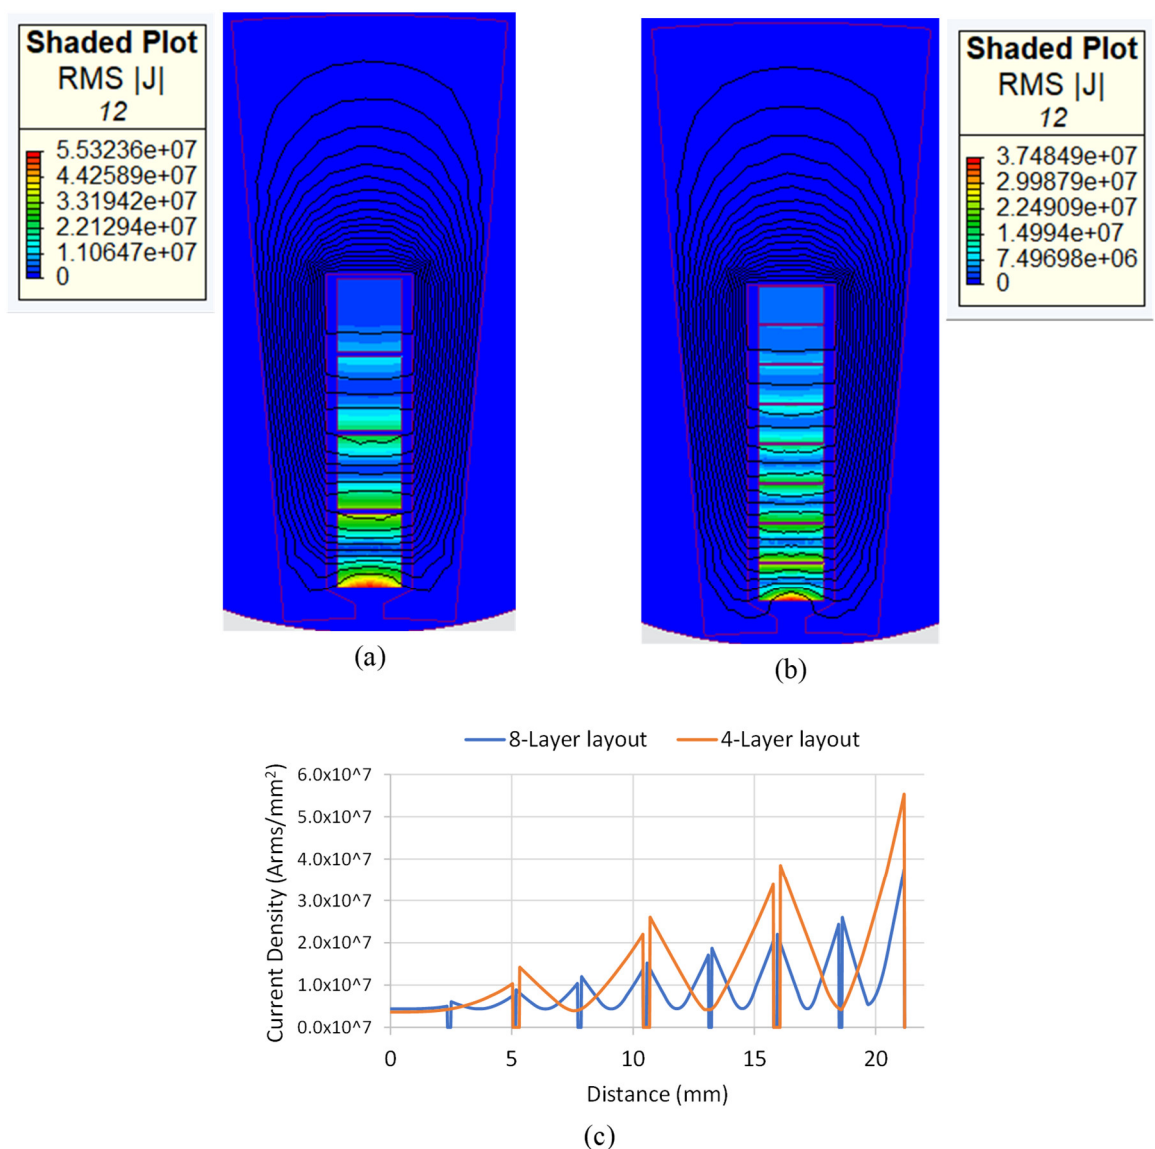 Shaded Plot
RMS |J|
12
5.53236e+07
4.42589e+07
3.31942e+07
2.21294e+07
1.10647e+07
0
(a)
Shaded Plot
RMS |J|
12
3.74849e+07
2.99879e+07
2.24909e+07
1.4994e+07
7.49698e+06
0
(b)
8-Layer layout 4-Layer layout
Current Density (Arms/mm²)
6.0x10^7
5.0x10^7
4.0x10^7
3.0x10^7
2.0x10^7
1.0x10^7
0.0x10^7
0 5 10 15 20
Distance (mm)
(c)